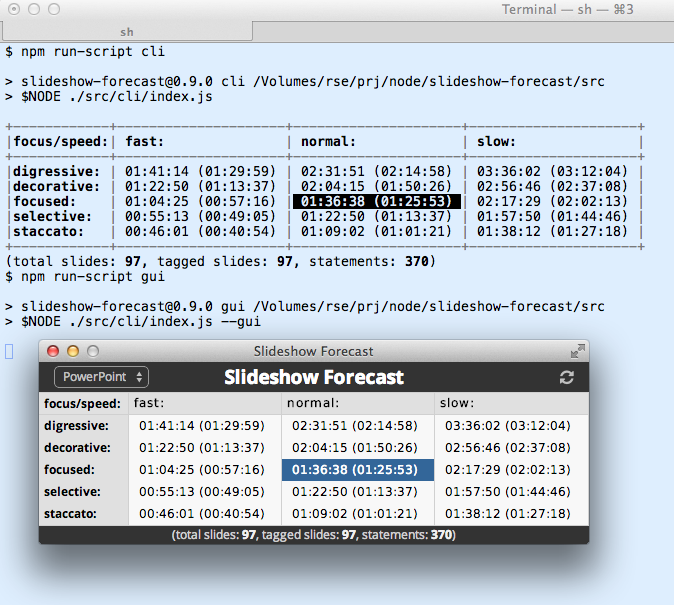 Terminal — sh — ⌘3
sh
$ npm run-script cli
> slideshow-forecast@0.9.0 cli /Volumes/rse/prj/node/slideshow-forecast/src
> $NODE ./src/cli/index.js
|focus/speed:| fast: | normal: | slow: |
|digressive: | 01:41:14 (01:29:59) | 02:31:51 (02:14:58) | 03:36:02 (03:12:04) |
|decorative: | 01:22:50 (01:13:37) | 02:04:15 (01:50:26) | 02:56:46 (02:37:08) |
|focused: | 01:04:25 (00:57:16) | 01:36:38 (01:25:53) | 02:17:29 (02:02:13) |
|selective: | 00:55:13 (00:49:05) | 01:22:50 (01:13:37) | 01:57:50 (01:44:46) |
|staccato: | 00:46:01 (00:40:54) | 01:09:02 (01:01:21) | 01:38:12 (01:27:18) |
(total slides: 97, tagged slides: 97, statements: 370)
$ npm run-script gui
> slideshow-forecast@0.9.0 gui /Volumes/rse/prj/node/slideshow-forecast/src
> $NODE ./src/cli/index.js --gui
Slideshow Forecast
PowerPoint Slideshow Forecast
focus/speed: fast: normal: slow:
digressive: 01:41:14 (01:29:59) 02:31:51 (02:14:58) 03:36:02 (03:12:04)
decorative: 01:22:50 (01:13:37) 02:04:15 (01:50:26) 02:56:46 (02:37:08)
focused: 01:04:25 (00:57:16) 01:36:38 (01:25:53) 02:17:29 (02:02:13)
selective: 00:55:13 (00:49:05) 01:22:50 (01:13:37) 01:57:50 (01:44:46)
staccato: 00:46:01 (00:40:54) 01:09:02 (01:01:21) 01:38:12 (01:27:18)
(total slides: 97, tagged slides: 97, statements: 370)